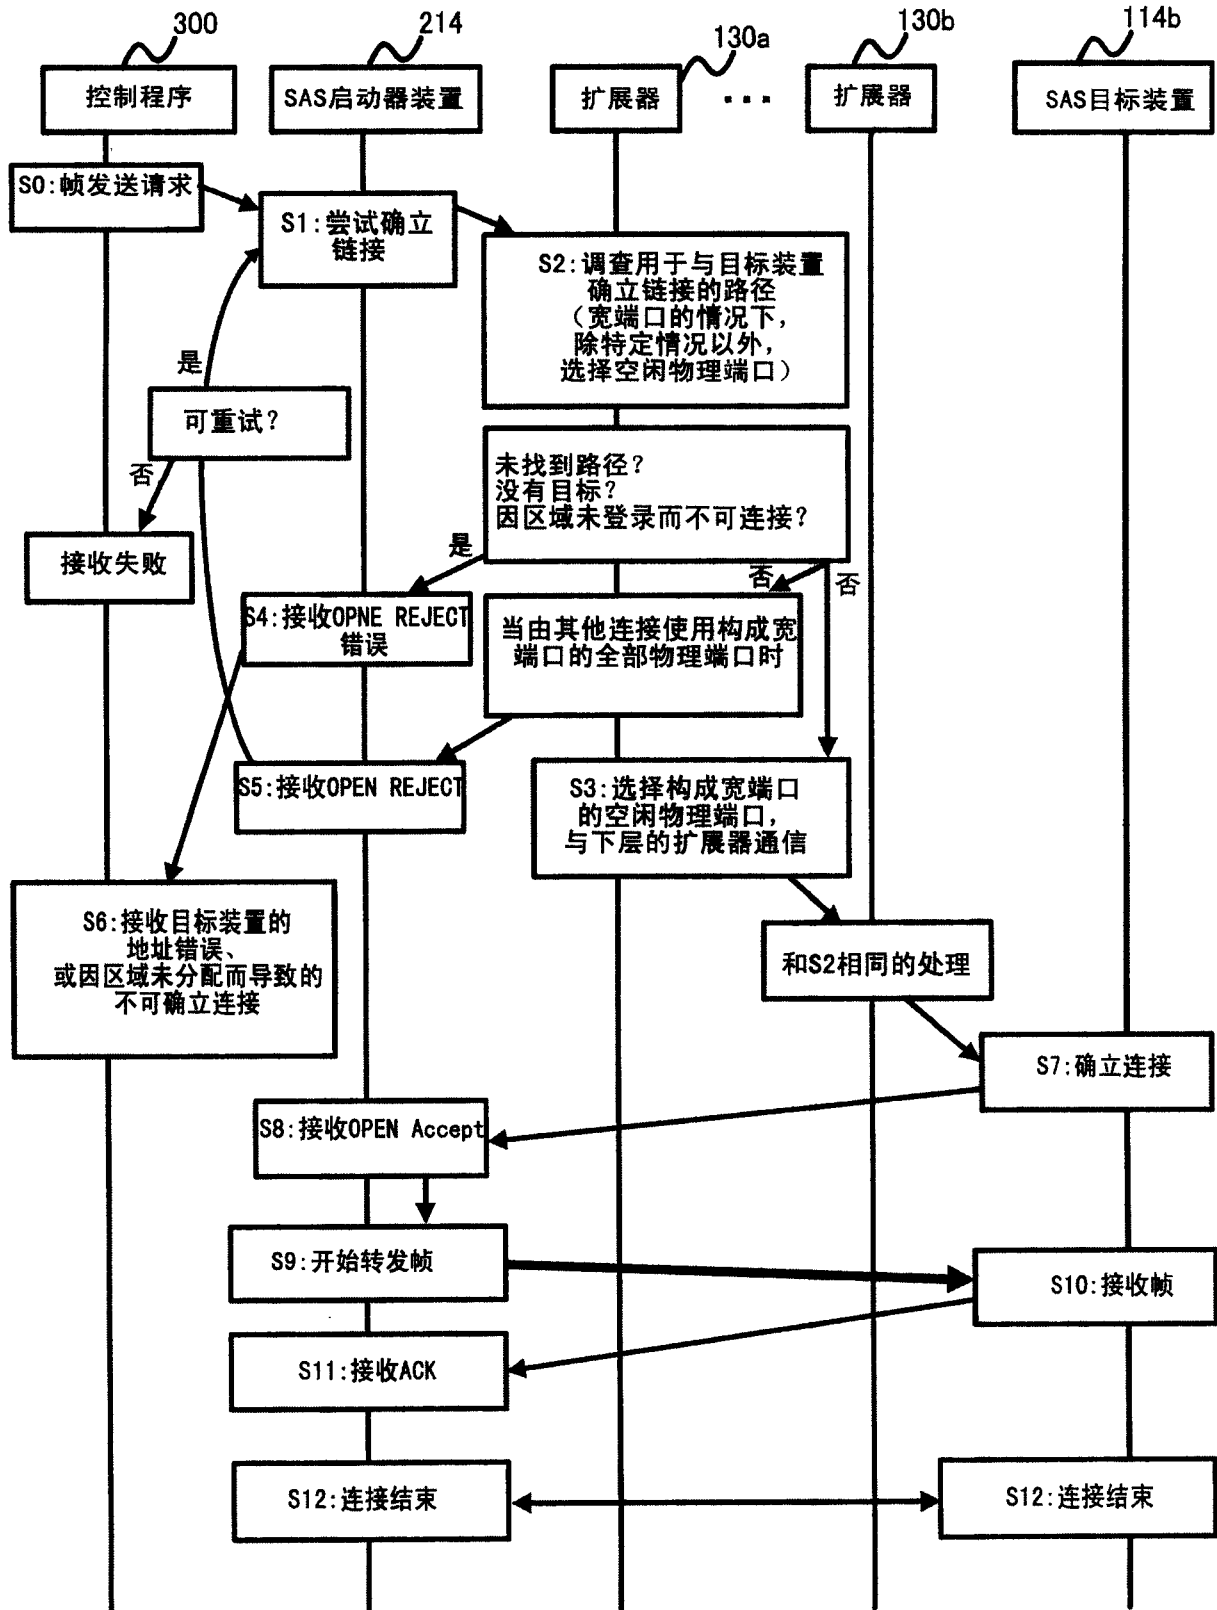 300
214
130a
130b
114b
控制程序
SAS启动器装置
扩展器
...
扩展器
SAS目标装置
S0:帧发送请求
S1:尝试确立
链接
S2:调查用于与目标装置
确立链接的路径
(宽端口的情况下,
除特定情况以外,
选择空闲物理端口)
是
可重试?
否
未找到路径?
没有目标?
因区域未登录而不可连接?
接收失败
是
否
否
S4:接收OPNE REJECT
错误
当由其他连接使用构成宽
端口的全部物理端口时
S5:接收OPEN REJECT
S3:选择构成宽端口
的空闲物理端口,
与下层的扩展器通信
S6:接收目标装置的
地址错误、
或因区域未分配而导致的
不可确立连接
和S2相同的处理
S7:确立连接
S8:接收OPEN Accept
S9:开始转发帧
S10:接收帧
S11:接收ACK
S12:连接结束
S12:连接结束